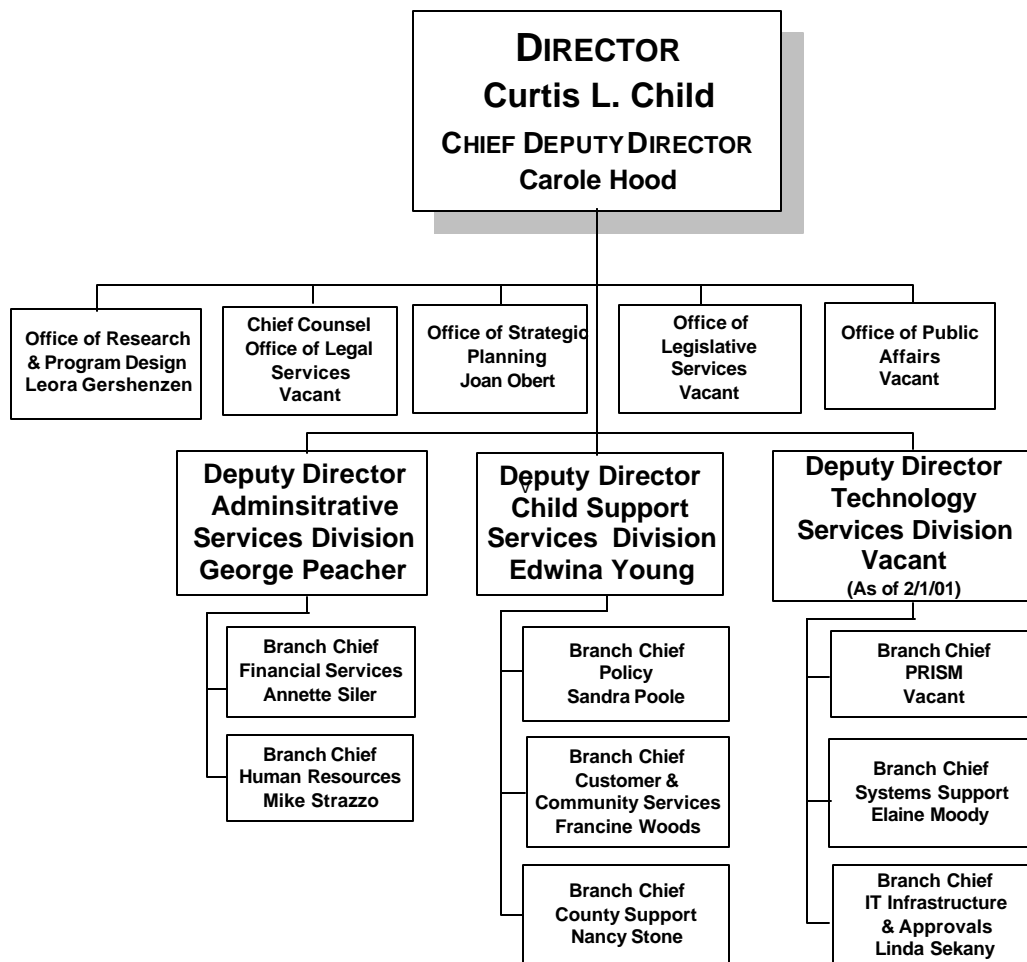 DIRECTOR
Curtis L. Child
CHIEF DEPUTY DIRECTOR
Carole Hood
Office of Research
& Program Design
Leora Gershenzen
Chief Counsel
Office of Legal
Services
Vacant
Office of Strategic
Planning
Joan Obert
Office of
Legislative
Services
Vacant
Office of Public
Affairs
Vacant
Deputy Director
Adminsitrative
Services Division
George Peacher
Deputy Director
Child Support
Services Division
Edwina Young
Deputy Director
Technology
Services Division
Vacant
(As of 2/1/01)
Branch Chief
Financial Services
Annette Siler
Branch Chief
Human Resources
Mike Strazzo
Branch Chief
Policy
Sandra Poole
Branch Chief
Customer &
Community Services
Francine Woods
Branch Chief
County Support
Nancy Stone
Branch Chief
PRISM
Vacant
Branch Chief
Systems Support
Elaine Moody
Branch Chief
IT Infrastructure
& Approvals
Linda Sekany